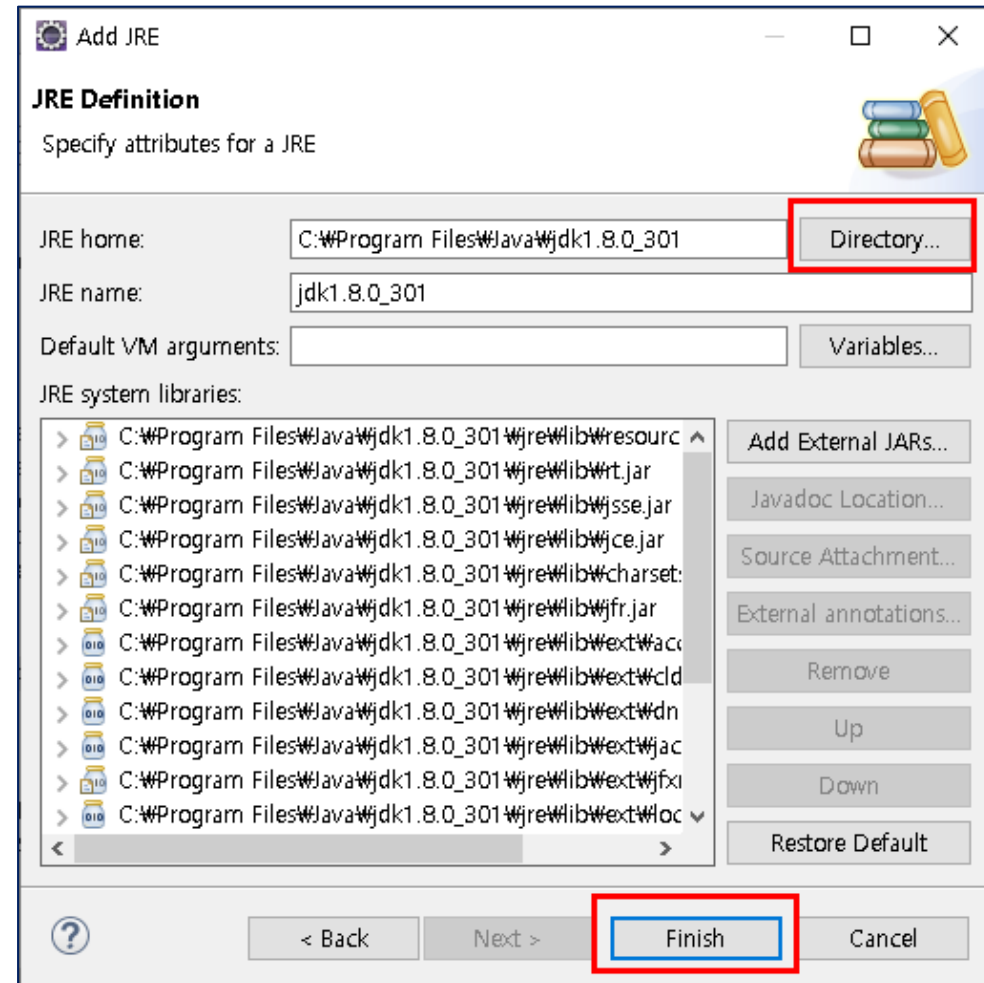 Add JRE
JRE Definition
Specify attributes for a JRE
JRE home: C:₩Program Files₩Java₩jdk1.8.0_301 Directory...
JRE name: jdk1.8.0_301
Default VM arguments: Variables...
JRE system libraries:
C:₩Program Files₩Java₩jdk1.8.0_301₩jre₩lib₩resourc
C:₩Program Files₩Java₩jdk1.8.0_301₩jre₩lib₩rt.jar
C:₩Program Files₩Java₩jdk1.8.0_301₩jre₩lib₩jsse.jar
C:₩Program Files₩Java₩jdk1.8.0_301₩jre₩lib₩jce.jar
C:₩Program Files₩Java₩jdk1.8.0_301₩jre₩lib₩charset
C:₩Program Files₩Java₩jdk1.8.0_301₩jre₩lib₩jfr.jar
C:₩Program Files₩Java₩jdk1.8.0_301₩jre₩lib₩ext₩acc
C:₩Program Files₩Java₩jdk1.8.0_301₩jre₩lib₩ext₩cld
C:₩Program Files₩Java₩jdk1.8.0_301₩jre₩lib₩ext₩dn
C:₩Program Files₩Java₩jdk1.8.0_301₩jre₩lib₩ext₩jac
C:₩Program Files₩Java₩jdk1.8.0_301₩jre₩lib₩ext₩jfx
C:₩Program Files₩Java₩jdk1.8.0_301₩jre₩lib₩ext₩loc
Add External JARs...
Javadoc Location...
Source Attachment...
External annotations...
Remove
Up
Down
Restore Default
? < Back Next > Finish Cancel